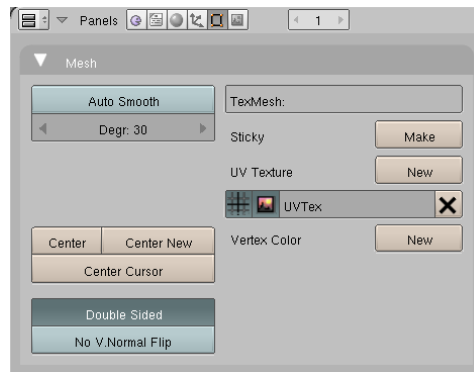 Panels
1
Mesh
Auto Smooth
Degr: 30
TexMesh:
Sticky
Make
UV Texture
New
UVTex
Center
Center New
Vertex Color
New
Center Cursor
Double Sided
No V.Normal Flip